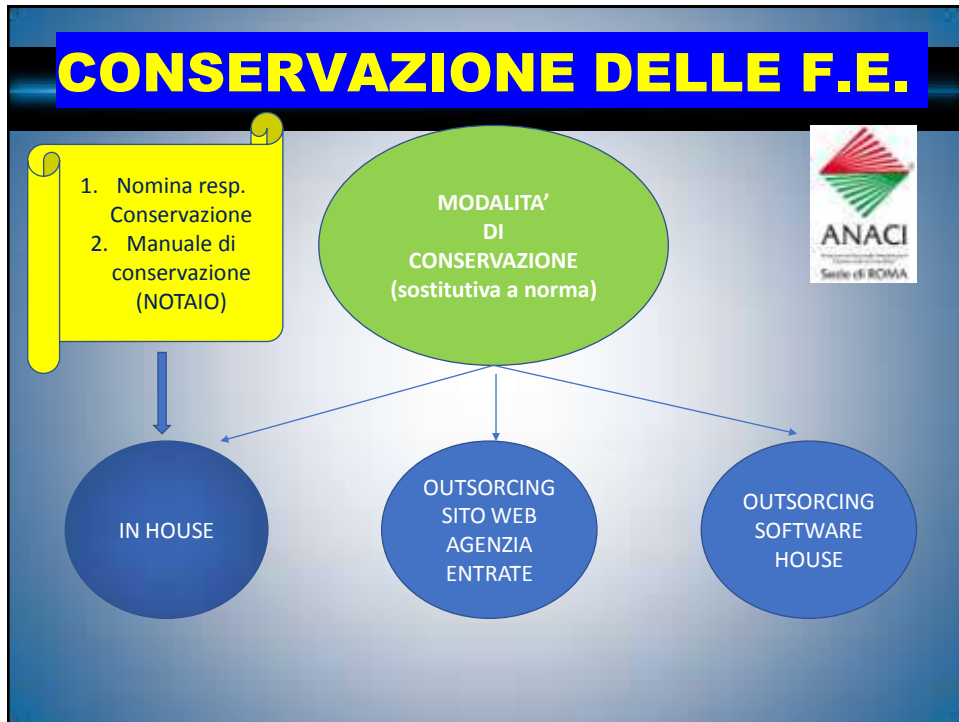 CONSERVAZIONE DELLE F.E.
1. Nomina resp.
Conservazione
2. Manuale di
conservazione
(NOTAIO)
MODALITA’
DI
CONSERVAZIONE
(sostitutiva a norma)
ANACI
Sede di ROMA
IN HOUSE
OUTSORCING
SITO WEB
AGENZIA
ENTRATE
OUTSORCING
SOFTWARE
HOUSE